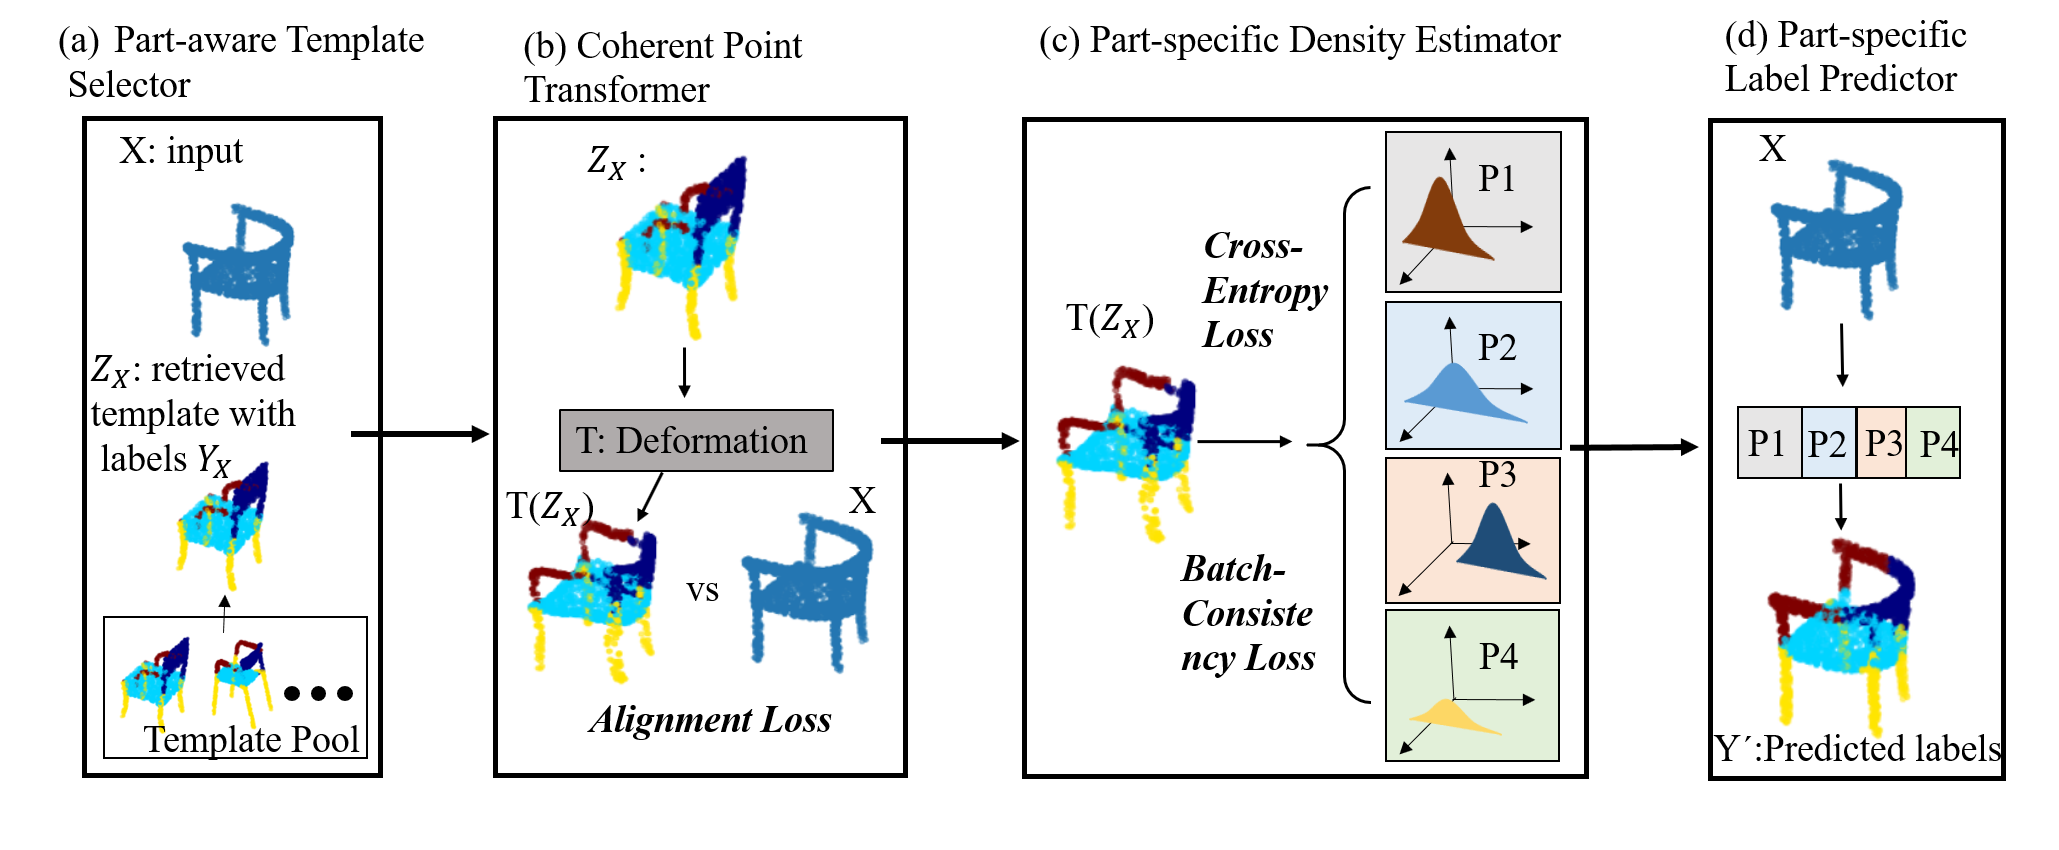 (a) Part-aware Template
Selector
X: input
Z_X: retrieved
template with
labels Y_X
Template Pool
(b) Coherent Point
Transformer
Z_X :
T: Deformation
T(Z_X)
X
vs
Alignment Loss
(c) Part-specific Density Estimator
T(Z_X)
Cross-
Entropy
Loss
Batch-
Consiste
ncy Loss
P1
P2
P3
P4
(d) Part-specific
Label Predictor
X
P1 P2 P3 P4
Y´:Predicted labels